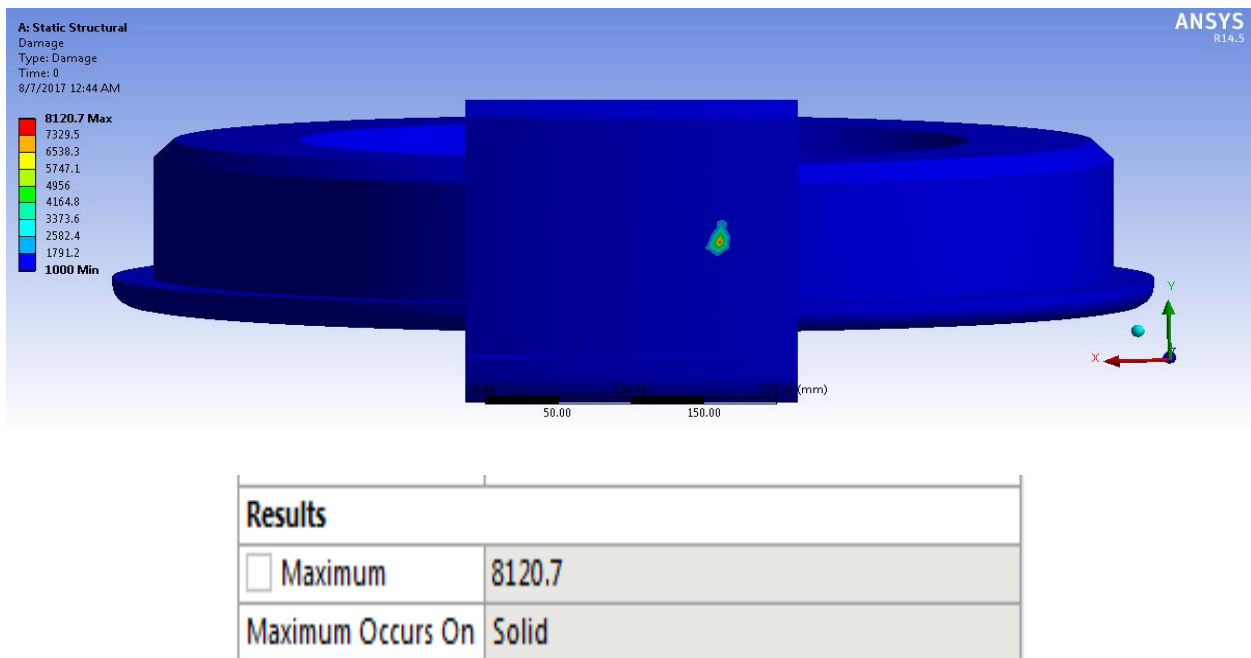 A: Static Structural
Damage
Type: Damage
Time: 0
8/7/2017 12:44 AM
ANSYS
R14.5
8120.7 Max
7329.5
6538.3
5747.1
4956
4164.8
3373.6
2582.4
1791.2
1000 Min
Y
X
(mm)
50.00
150.00
Results
Maximum
8120.7
Maximum Occurs On
Solid